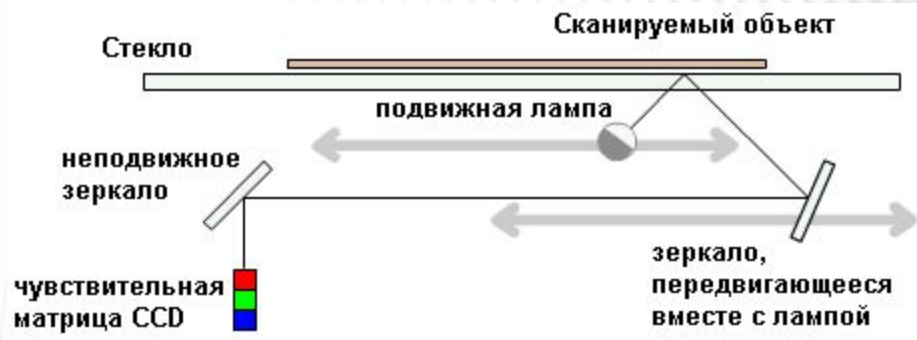 Сканируемый объект
Стекло
подвижная лампа
неподвижное
зеркало
зеркало,
передвигающееся
вместе с лампой
чувствительная
матрица CCD